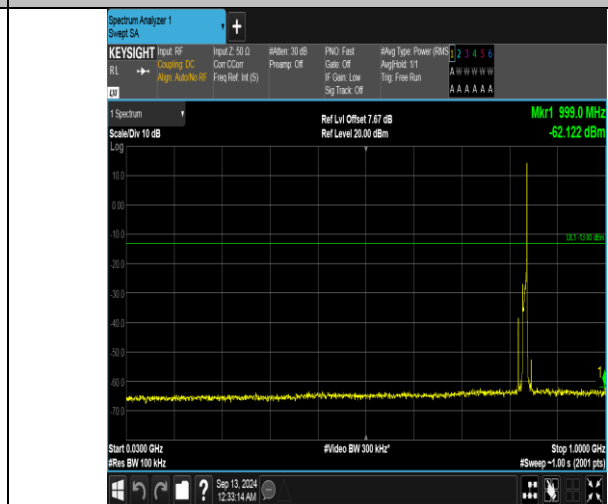 Spectrum Analyzer 1
Swept SA
+
KEYSIGHT Input: RF Input Z: 50 Ω #Atten: 30 dB PNO: Fast #Avg Type: Power (RMS 1 2 3 4 5 6
RL Coupling: DC Corr CCorr Preamp: Off Gate: Off Avg|Hold: 1/1 A W W W W W
Align: Auto/No RF Freq Ref: Int (S) IF Gain: Low Trig: Free Run
LXI Sig Track: Off A A A A A A
1 Spectrum Ref Lvl Offset 7.67 dB Mkr1 999.0 MHz
Scale/Div 10 dB Ref Level 20.00 dBm -62.122 dBm
Log
10.0
0.00
-10.0 DL1 -13.00 dBm
-20.0
-30.0
-40.0
-50.0
-60.0 1
-70.0
Start 0.0300 GHz #Video BW 300 kHz* Stop 1.0000 GHz
#Res BW 100 kHz #Sweep ~1.00 s (2001 pts)
? Sep 13, 2024
12:33:14 AM